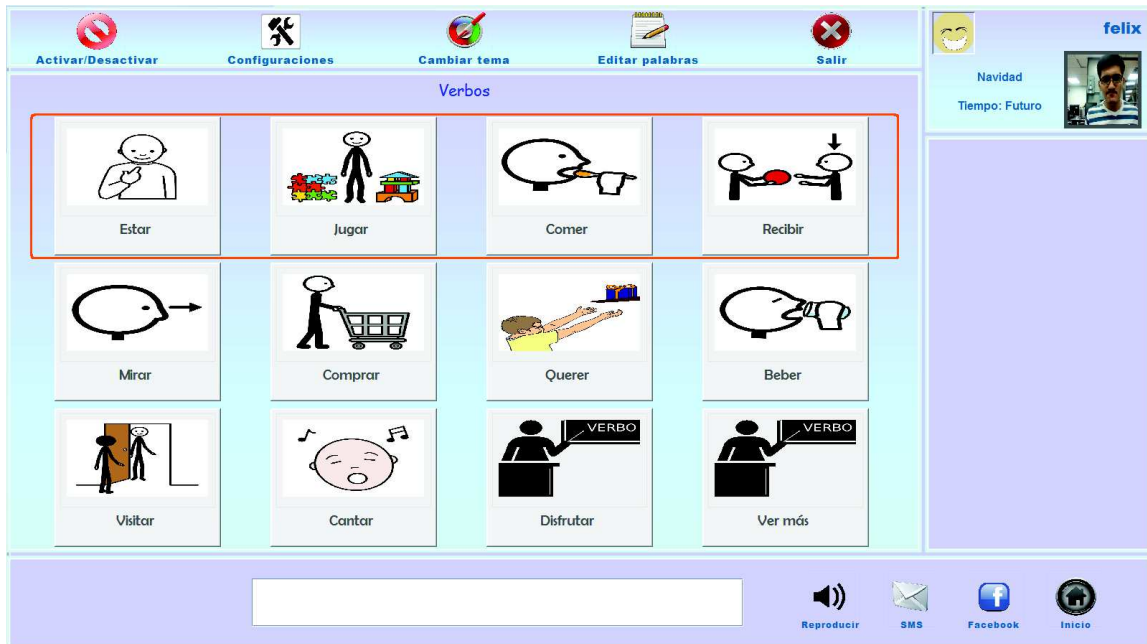 Activar/Desactivar Configuraciones Cambiar tema Editar palabras Salir
felix
Navidad
Tiempo: Futuro
Verbos
Estar Jugar Comer Recibir
Mirar Comprar Querer Beber
VERBO VERBO
Visitar Cantar Disfrutar Ver más
Reproducir SMS Facebook Inicio